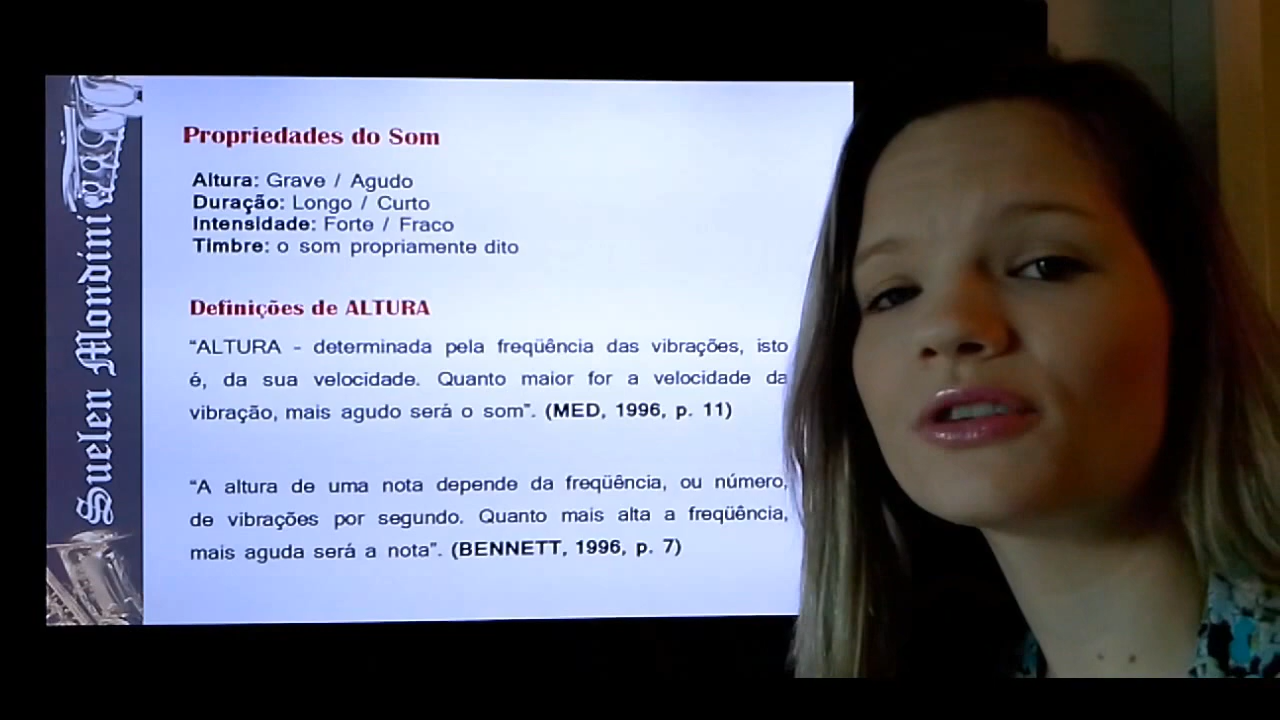 Suelen Mondini
Propriedades do Som
Altura: Grave / Agudo
Duração: Longo / Curto
Intensidade: Forte / Fraco
Timbre: o som propriamente dito
Definições de ALTURA
“ALTURA - determinada pela freqüência das vibrações, isto
é, da sua velocidade. Quanto maior for a velocidade da
vibração, mais agudo será o som”. (MED, 1996, p. 11)
“A altura de uma nota depende da freqüência, ou número,
de vibrações por segundo. Quanto mais alta a freqüência,
mais aguda será a nota”. (BENNETT, 1996, p. 7)